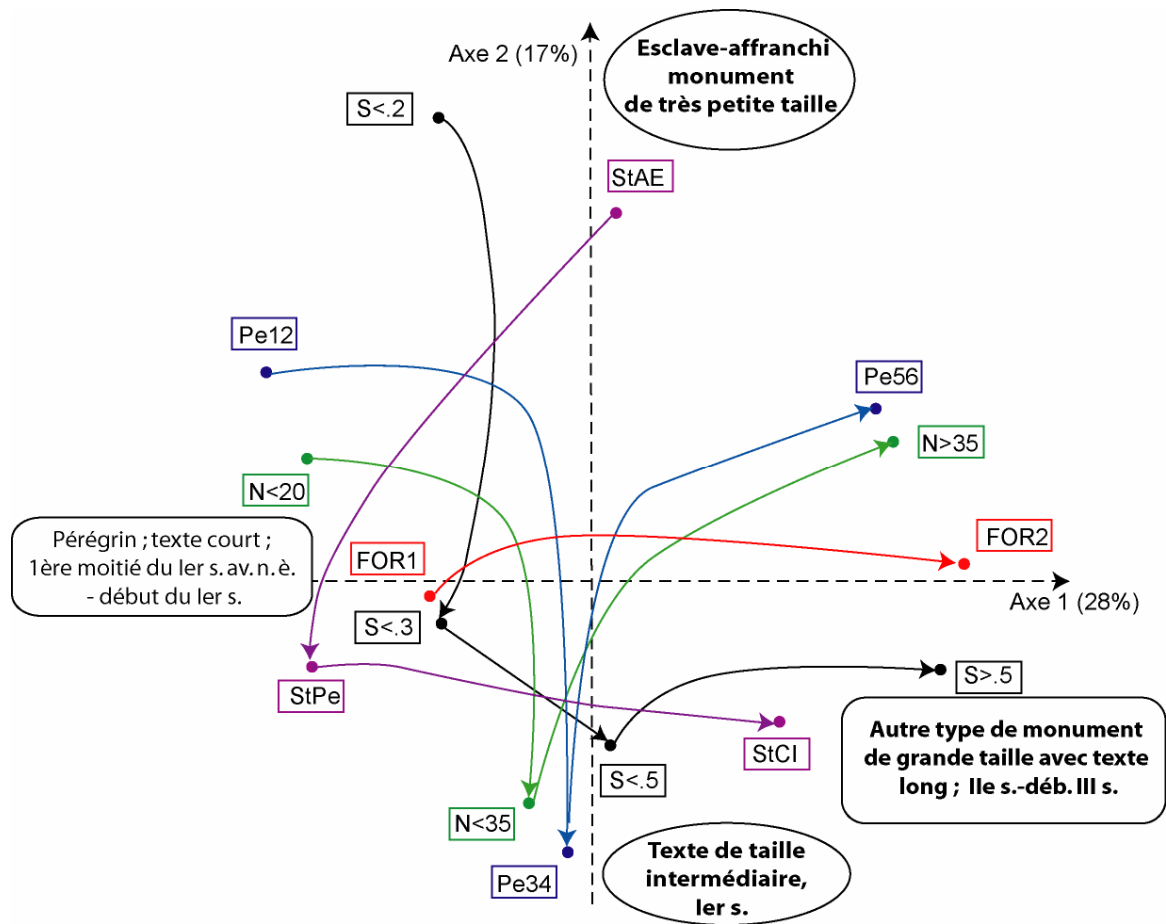 Axe 2 (17%)
Esclave-affranchi
monument
de très petite taille
S<.2
StAE
Pe12
Pe56
N>35
N<20
Pérégrin ; texte court ;
1ère moitié du Ier s. av. n. è.
- début du Ier s.
FOR1
FOR2
Axe 1 (28%)
S<.3
StPe
S>.5
StCI
S<.5
Autre type de monument
de grande taille avec texte
long ; IIe s.-déb. III s.
N<35
Pe34
Texte de taille
intermédiaire,
Ier s.